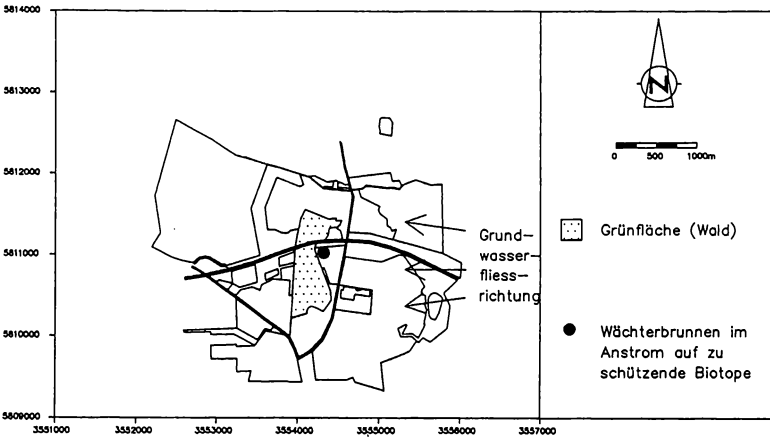 5814000
5813000
5812000
5811000
5810000
5809000
3551000
3552000
3553000
3554000
3555000
3556000
3557000
Grund-
wasser-
fliess-
richtung
N
0 500 1000m
Grünfläche (Wald)
Wächterbrunnen im
Anstrom auf zu
schützende Biotope